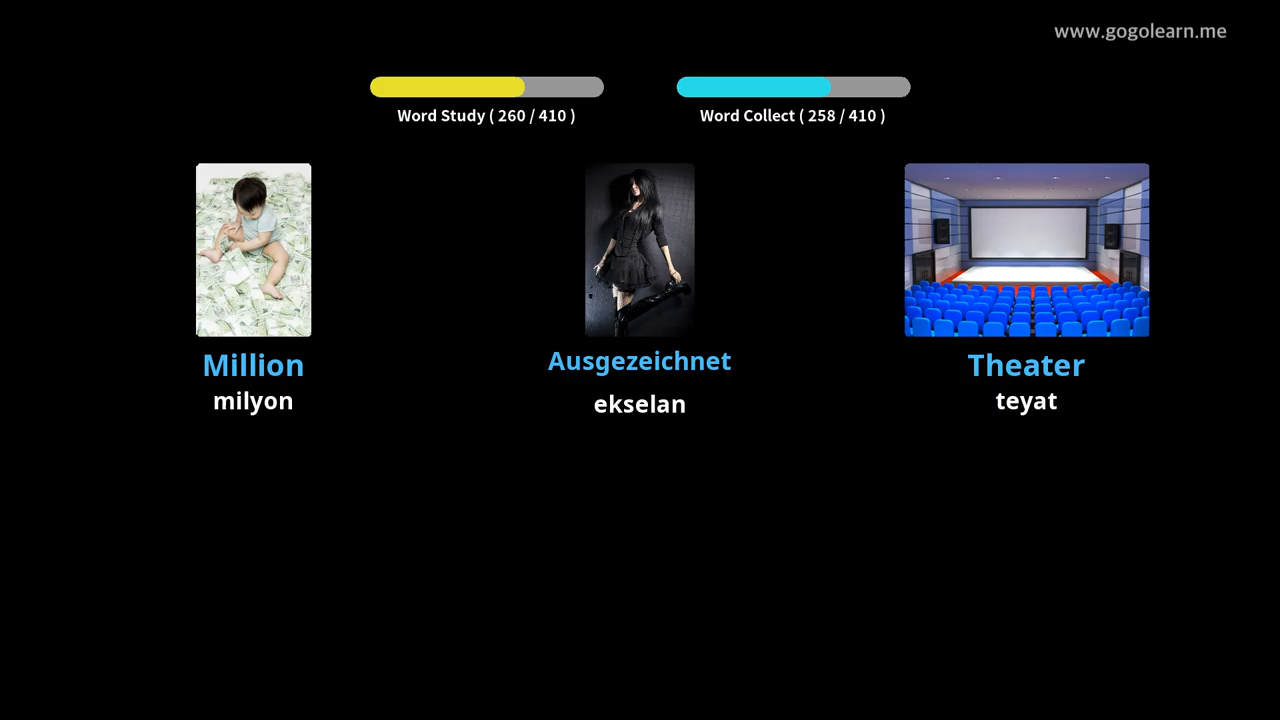 www.gogolearn.me
Word Study ( 260 / 410 )
Word Collect ( 258 / 410 )
Million
milyon
Ausgezeichnet
ekselan
Theater
teyat